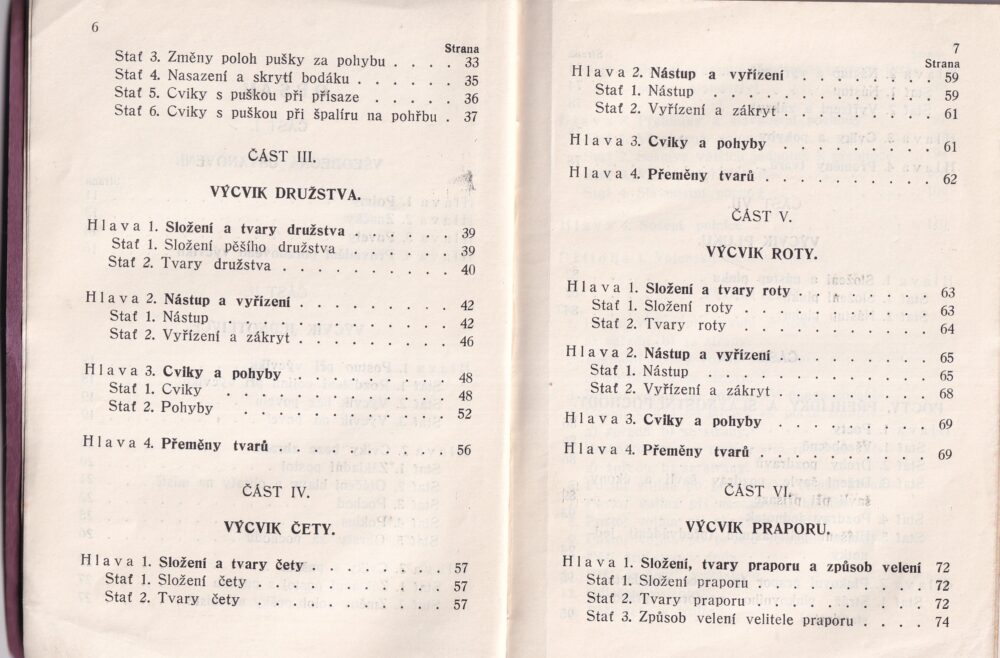 6
Strana
Stať 3. Změny poloh pušky za pohybu . . . . 33
Stať 4. Nasazení a skrytí bodáku . . . . . . 35
Stať 5. Cviky s puškou při přísaze . . . . . 36
Stať 6. Cviky s puškou při špalíru na pohřbu . 37
ČÁST III.
VÝCVIK DRUŽSTVA.
Hlava 1. Složení a tvary družstva . . . . . . 39
Stať 1. Složení pěšího družstva . . . . . . 39
Stať 2. Tvary družstva . . . . . . . . . . 40
Hlava 2. Nástup a vyřízení . . . . . . . . . 42
Stať 1. Nástup . . . . . . . . . . . . . 42
Stať 2. Vyřízení a zákryt . . . . . . . . . 46
Hlava 3. Cviky a pohyby . . . . . . . . . . 48
Stať 1. Cviky . . . . . . . . . . . . . . 48
Stať 2. Pohyby . . . . . . . . . . . . . 52
Hlava 4. Přeměny tvarů . . . . . . . . . . 56
ČÁST IV.
VÝCVIK ČETY.
Hlava 1. Složení a tvary čety . . . . . . . . 57
Stať 1. Složení čety . . . . . . . . . . . 57
Stať 2. Tvary čety . . . . . . . . . . . . 57
7
Strana
Hlava 2. Nástup a vyřízení . . . . . . . . . 59
Stať 1. Nástup . . . . . . . . . . . . . 59
Stať 2. Vyřízení a zákryt . . . . . . . . . 61
Hlava 3. Cviky a pohyby . . . . . . . . . . 61
Hlava 4. Přeměny tvarů . . . . . . . . . . 62
ČÁST V.
VÝCVIK ROTY.
Hlava 1. Složení a tvary roty . . . . . . . . 63
Stať 1. Složení roty . . . . . . . . . . . 63
Stať 2. Tvary roty . . . . . . . . . . . . 64
Hlava 2. Nástup a vyřízení . . . . . . . . . 65
Stať 1. Nástup . . . . . . . . . . . . . 65
Stať 2. Vyřízení a zákryt . . . . . . . . . 68
Hlava 3. Cviky a pohyby . . . . . . . . . . 69
Hlava 4. Přeměny tvarů . . . . . . . . . . 69
ČÁST VI.
VÝCVIK PRAPORU.
Hlava 1. Složení, tvary praporu a způsob velení 72
Stať 1. Složení praporu . . . . . . . . . . 72
Stať 2. Tvary praporu . . . . . . . . . . . 72
Stať 3. Způsob velení velitele praporu . . . . 74